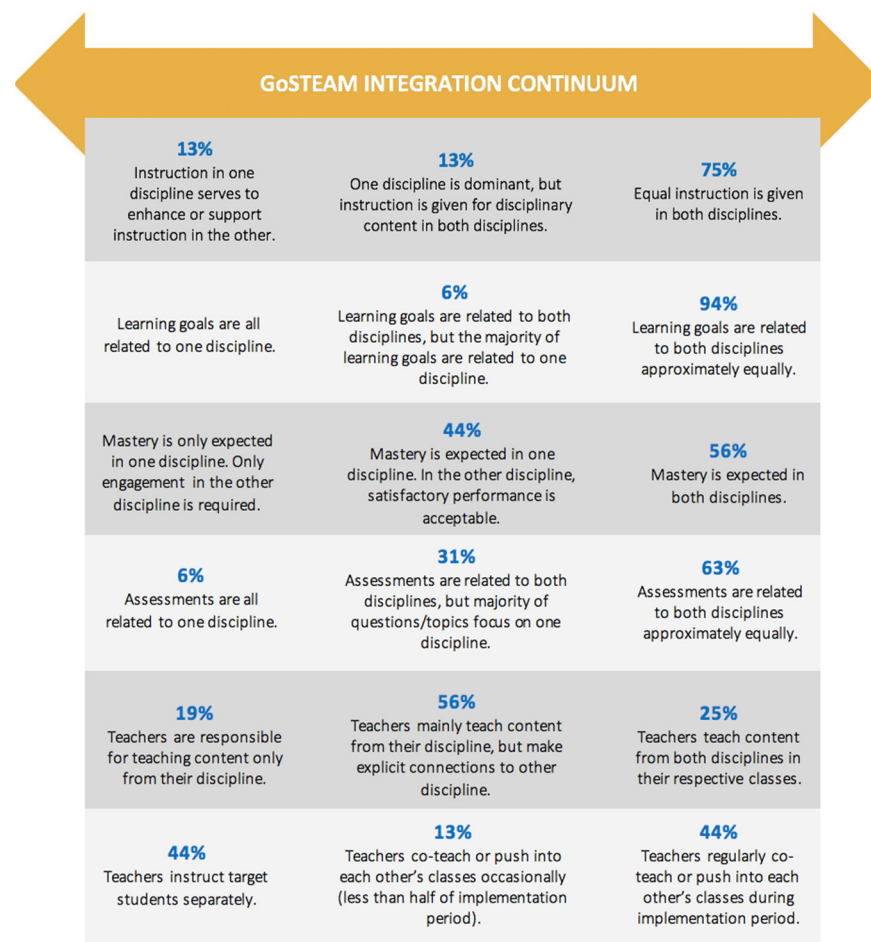 GoSTEAM INTEGRATION CONTINUUM
13%
Instruction in one
discipline serves to
enhance or support
instruction in the other.
13%
One discipline is dominant, but
instruction is given for disciplinary
content in both disciplines.
75%
Equal instruction is given
in both disciplines.
Learning goals are all
related to one discipline.
6%
Learning goals are related to both
disciplines, but the majority of
learning goals are related to one
discipline.
94%
Learning goals are related
to both disciplines
approximately equally.
Mastery is only expected
in one discipline. Only
engagement in the other
discipline is required.
44%
Mastery is expected in one
discipline. In the other discipline,
satisfactory performance is
acceptable.
56%
Mastery is expected in
both disciplines.
6%
Assessments are all
related to one discipline.
31%
Assessments are related to both
disciplines, but majority of
questions/topics focus on one
discipline.
63%
Assessments are related
to both disciplines
approximately equally.
19%
Teachers are responsible
for teaching content only
from their discipline.
56%
Teachers mainly teach content
from their discipline, but make
explicit connections to other
discipline.
25%
Teachers teach content
from both disciplines in
their respective classes.
44%
Teachers instruct target
students separately.
13%
Teachers co-teach or push into
each other's classes occasionally
(less than half of implementation
period).
44%
Teachers regularly co-
teach or push into each
other's classes during
implementation period.